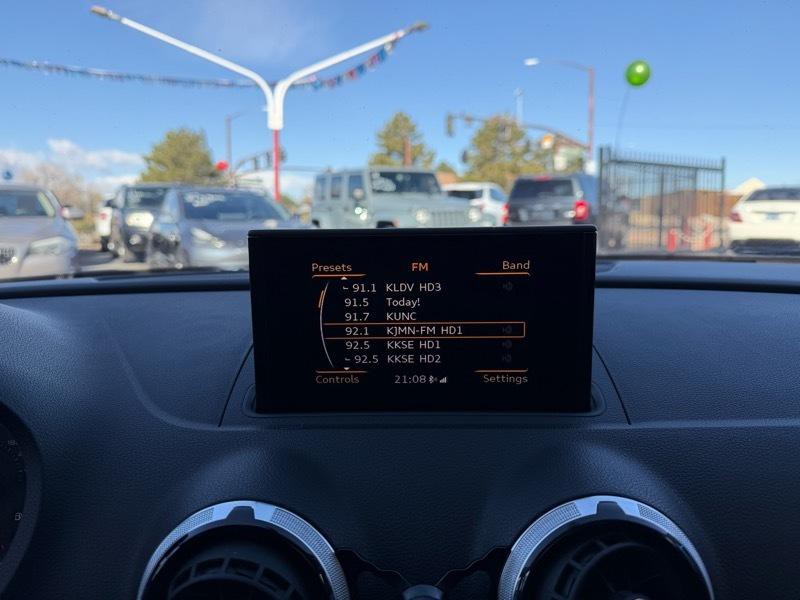 Presets FM Band
91.1 KLDV HD3
91.5 Today!
91.7 KUNC
92.1 KJMN-FM HD1
92.5 KKSE HD1
92.5 KKSE HD2
Controls 21:08 Settings